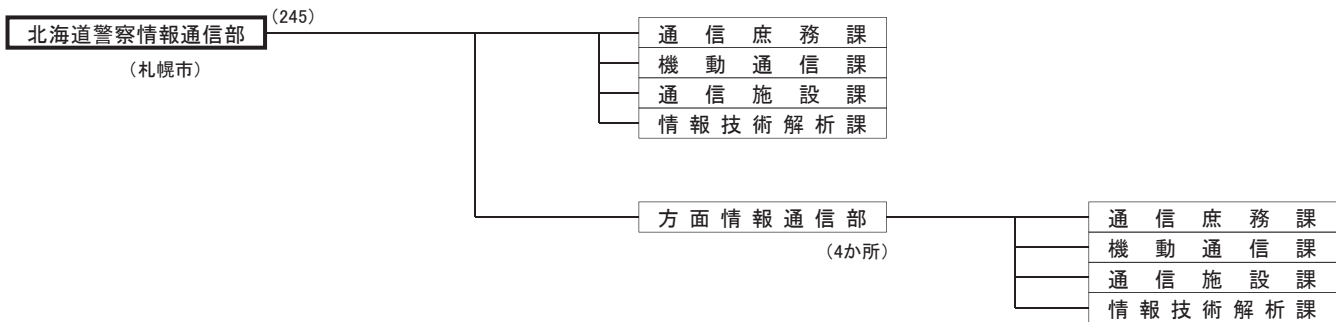 北海道警察情報通信部
(245)
(札幌市)
通信庶務課
機動通信課
通信施設課
情報技術解析課
方面情報通信部
(4か所)
通信庶務課
機動通信課
通信施設課
情報技術解析課